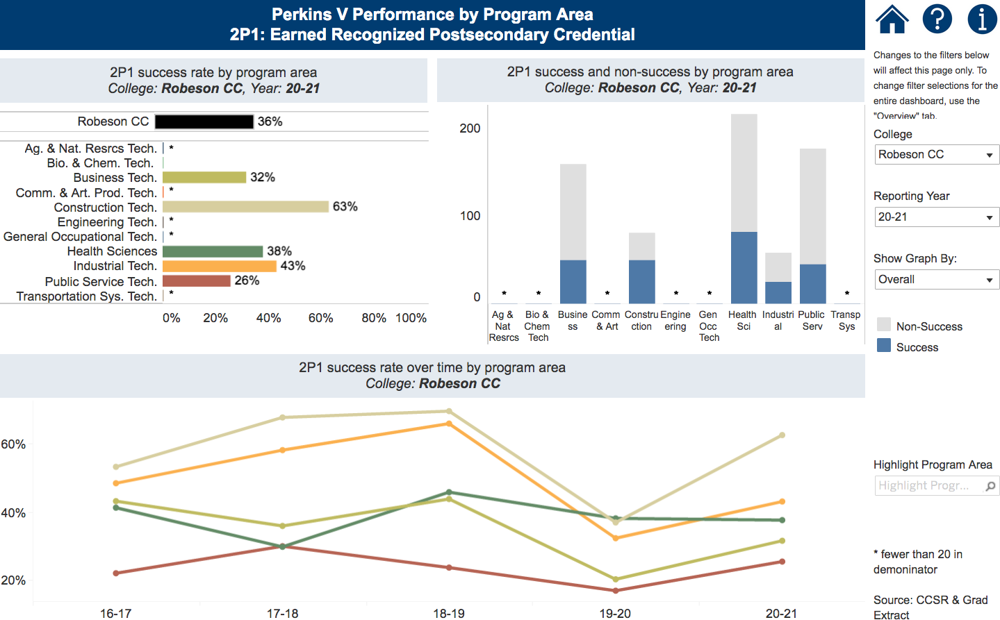 Perkins V Performance by Program Area
2P1: Earned Recognized Postsecondary Credential
2P1 success rate by program area
College: Robeson CC, Year: 20-21
Robeson CC 36%
Ag. & Nat. Resrcs Tech. *
Bio. & Chem. Tech.
Business Tech. 32%
Comm. & Art. Prod. Tech. *
Construction Tech. 63%
Engineering Tech. *
General Occupational Tech. *
Health Sciences 38%
Industrial Tech. 43%
Public Service Tech. 26%
Transportation Sys. Tech. *
0% 20% 40% 60% 80% 100%
2P1 success and non-success by program area
College: Robeson CC, Year: 20-21
200
100
0
* * * * * * *
Ag & Bio & Busine Comm Constru Engine Gen Health Industri Public Transp
Nat Chem ss & Art ction ering Occ Sci al Serv Sys
Resrcs Tech Tech
2P1 success rate over time by program area
College: Robeson CC
60%
40%
20%
16-17 17-18 18-19 19-20 20-21
?
i
Changes to the filters below
will affect this page only. To
change filter selections for the
entire dashboard, use the
"Overview" tab.
College
Robeson CC
Reporting Year
20-21
Show Graph By:
Overall
Non-Success
Success
Highlight Program Area
Highlight Progr...
* fewer than 20 in
demoninator
Source: CCSR & Grad
Extract